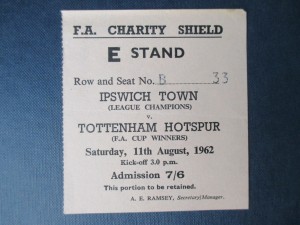 F.A. CHARITY SHIELD
E STAND
Row and Seat No. B 33
IPSWICH TOWN
(LEAGUE CHAMPIONS)
v.
TOTTENHAM HOTSPUR
(F.A. CUP WINNERS)
Saturday, 11th August, 1962
Kick-off 3.0 p.m.
Admission 7/6
This portion to be retained.
A. E. RAMSEY, Secretary/Manager.